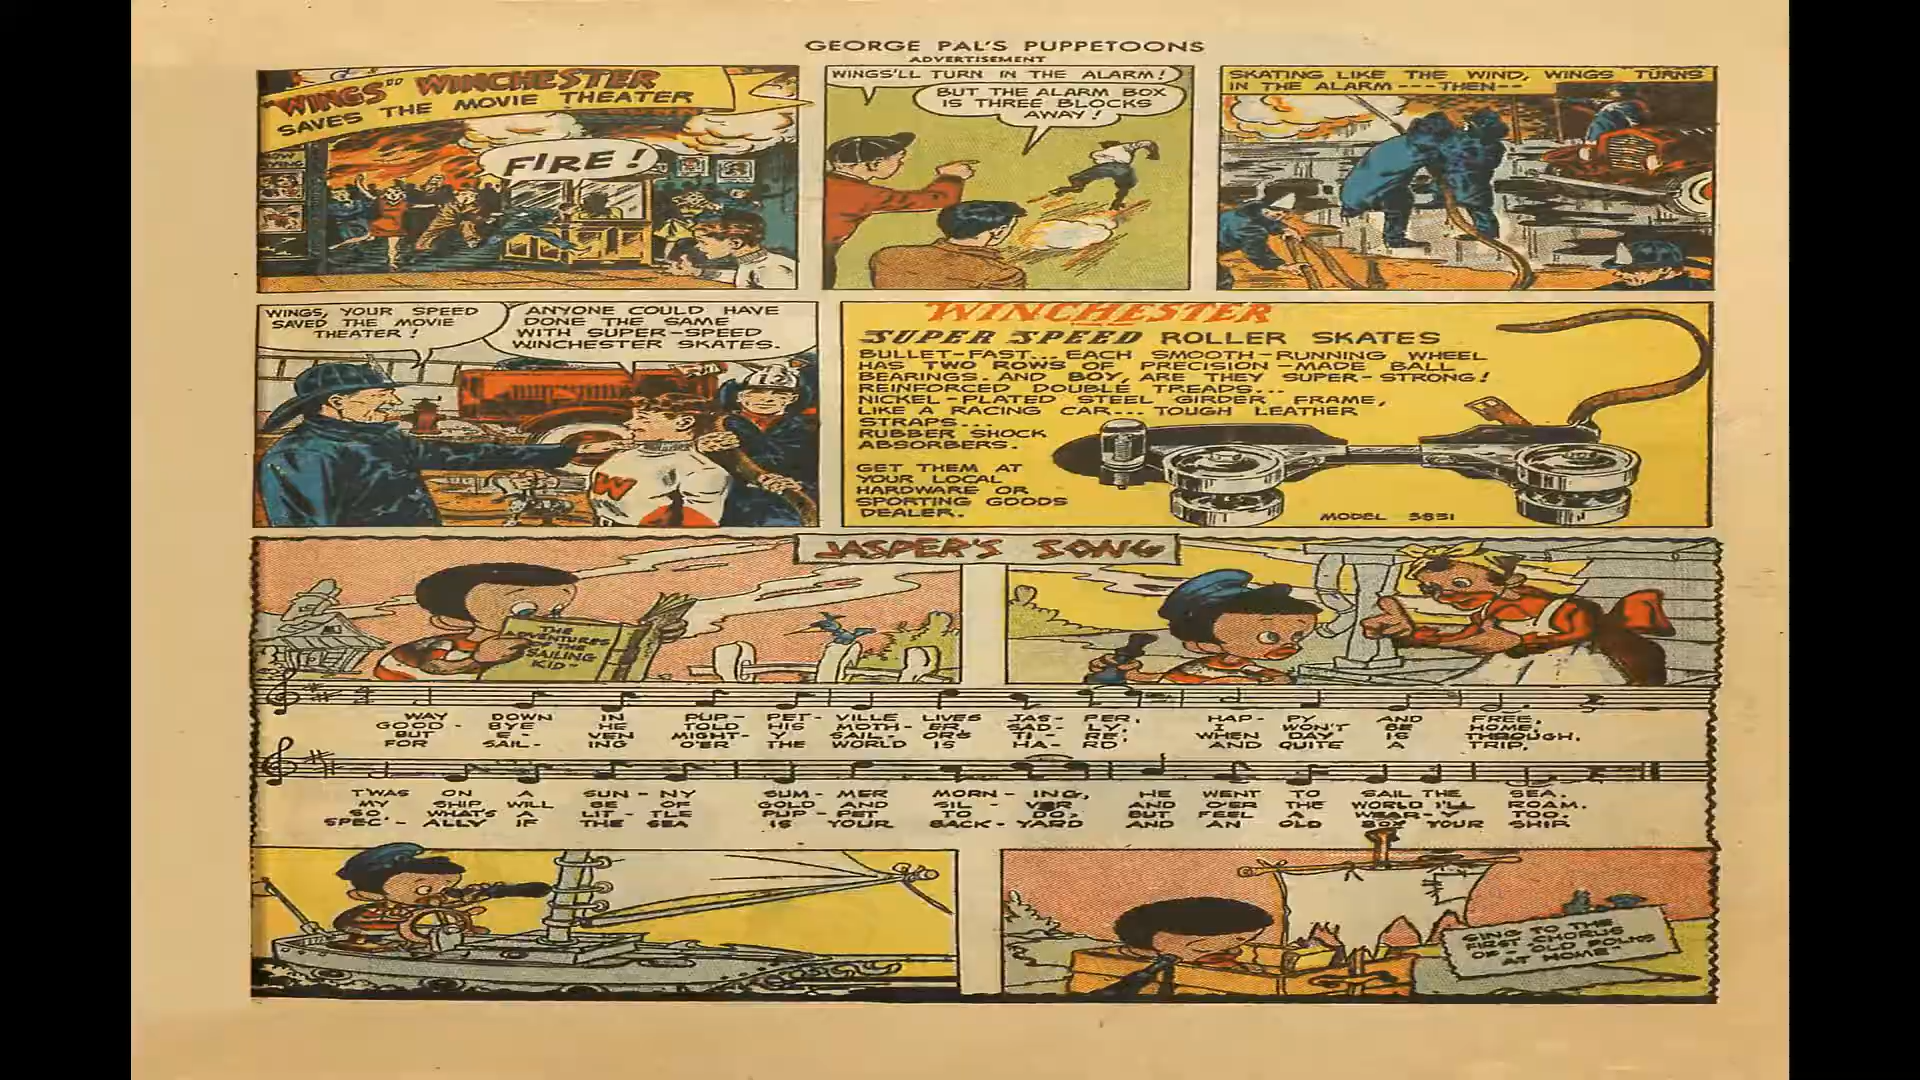 GEORGE PAL'S PUPPETOONS
ADVERTISEMENT
"WINGS" WINCHESTER
SAVES THE MOVIE THEATER
FIRE!
WINGS'LL TURN IN THE ALARM!
BUT THE ALARM BOX
IS THREE BLOCKS
AWAY!
SKATING LIKE THE WIND, WINGS TURNS
IN THE ALARM---THEN--
WINGS, YOUR SPEED
SAVED THE MOVIE
THEATER!
ANYONE COULD HAVE
DONE THE SAME
WITH SUPER-SPEED
WINCHESTER SKATES.
12
W
WINCHESTER
SUPER SPEED ROLLER SKATES
BULLET-FAST... EACH SMOOTH-RUNNING WHEEL
HAS TWO ROWS OF PRECISION-MADE BALL
BEARINGS. AND BOY, ARE THEY SUPER-STRONG!
REINFORCED DOUBLE TREADS...
NICKEL-PLATED STEEL GIRDER FRAME,
LIKE A RACING CAR... TOUGH LEATHER
STRAPS...
RUBBER SHOCK
ABSORBERS.
GET THEM AT
YOUR LOCAL
HARDWARE OR
SPORTING GOODS
DEALER.
MODEL 3831
JASPER'S SONG
THE
ADVENTURES
OF THE
SAILING
KID
WAY DOWN IN PUP- PET- VILLE LIVES JAS- PER, HAP- PY AND FREE,
GOOD- BYE HE TOLD HIS MOTH- ER SAD- LY, I WON'T BE HOME,
BUT E- VEN MIGHT- Y SAIL- ORS TI- RE, WHEN DAY IS THROUGH,
FOR SAIL- ING O'ER THE WORLD IS HA- RD, AND QUITE A TRIP,
T'WAS ON A SUN- NY SUM- MER MORN- ING, HE WENT TO SAIL THE SEA.
MY SHIP WILL BE OF GOLD AND SIL- VER AND O'ER THE WORLD I'LL ROAM.
SO WHAT'S A LIT- TLE PUP- PET TO DO, BUT FEEL A WEAR-Y TOO.
SPEC'- ALLY IF THE SEA IS YOUR BACK- YARD AND AN OLD BOX YOUR SHIP
SING TO THE
FIRST CHORUS
OF "OLD FOLKS
AT HOME"